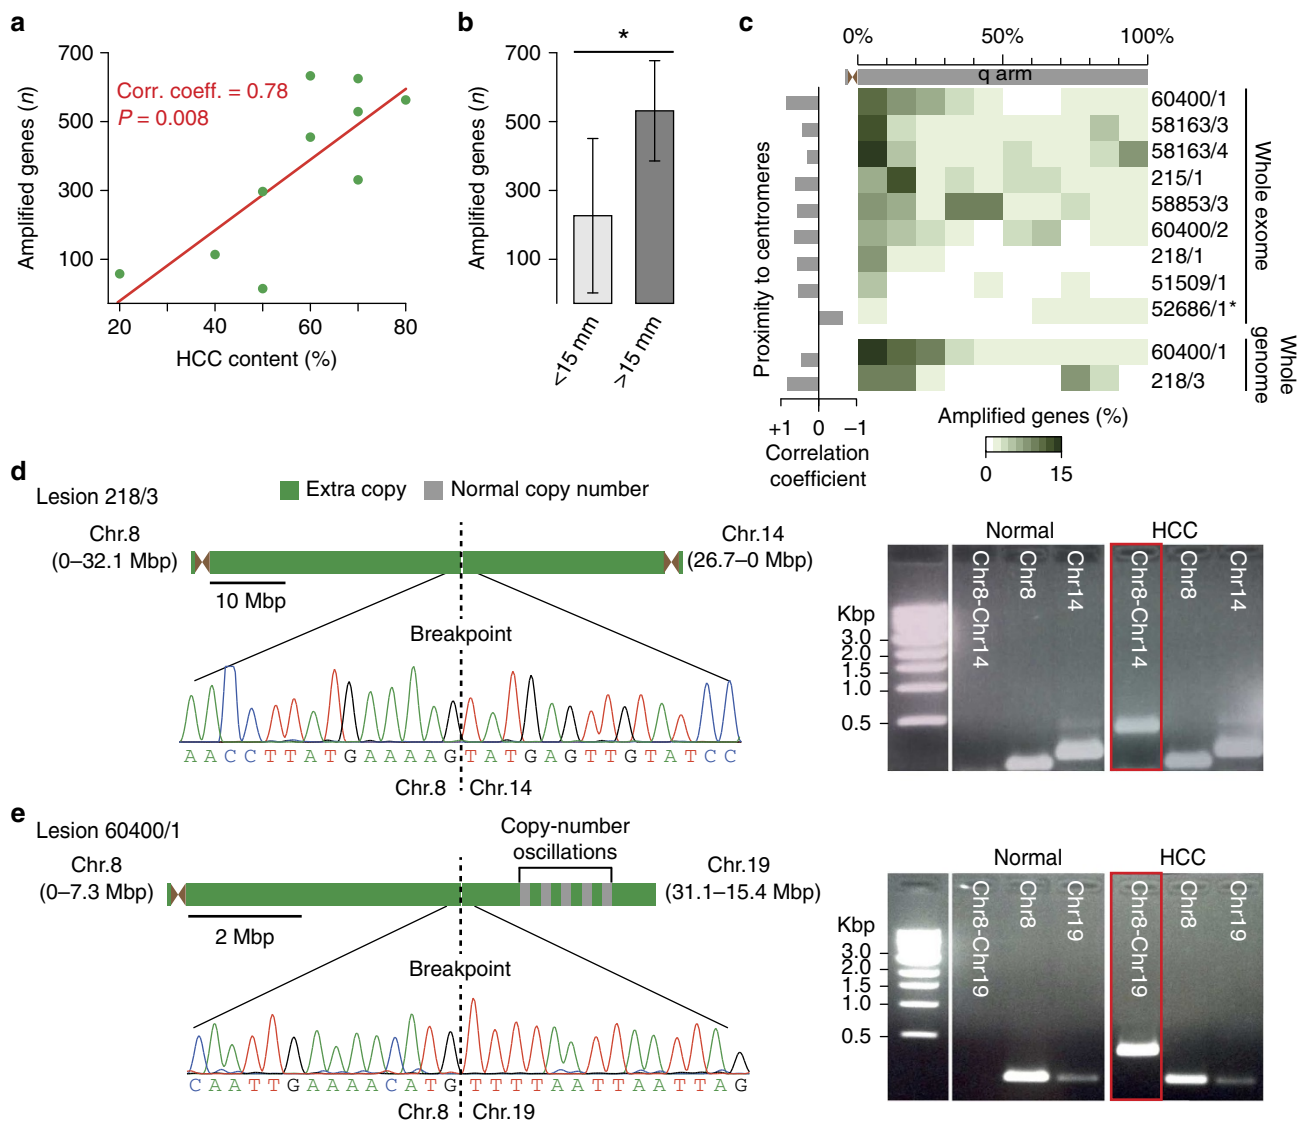 a
700
500
300
100
Amplified genes (n)
Corr. coeff. = 0.78
P = 0.008
20 40 60 80
HCC content (%)
b
*
700
500
300
100
Amplified genes (n)
<15 mm
>15 mm
c
0% 50% 100%
q arm
Proximity to centromeres
60400/1
58163/3
58163/4
215/1
58853/3
60400/2
218/1
51509/1
52686/1*
Whole exome
60400/1
218/3
Whole
genome
+1 0 −1
Correlation
coefficient
Amplified genes (%)
0 15
d
Lesion 218/3
Extra copy Normal copy number
Chr.8
(0–32.1 Mbp)
Chr.14
(26.7–0 Mbp)
10 Mbp
Breakpoint
A A C C T T A T G A A A A G T A T G A G T T G T A T C C
Chr.8 Chr.14
Normal HCC
Kbp
3.0
2.0
1.5
1.0
0.5
Chr8-Chr14
Chr8
Chr14
Chr8-Chr14
Chr8
Chr14
e
Lesion 60400/1
Copy-number
oscillations
Chr.8
(0–7.3 Mbp)
Chr.19
(31.1–15.4 Mbp)
2 Mbp
Breakpoint
C A A T T G A A A A C A T G T T T T A A T T A A T T A G
Chr.8 Chr.19
Normal HCC
Kbp
3.0
2.0
1.5
1.0
0.5
Chr8-Chr19
Chr8
Chr19
Chr8-Chr19
Chr8
Chr19